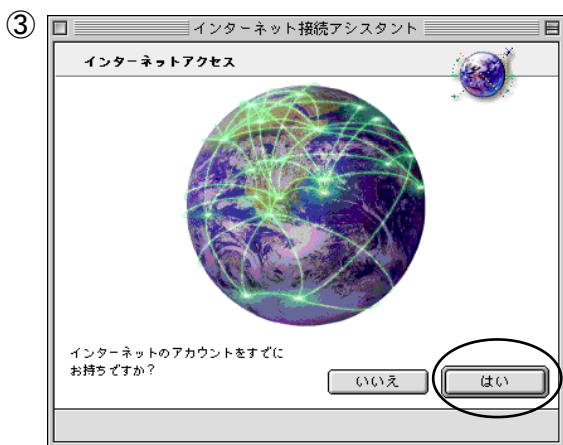 ③
インターネット接続アシスタント
インターネットアクセス
インターネットのアカウントをすでに
お持ちですか？
いいえ
はい